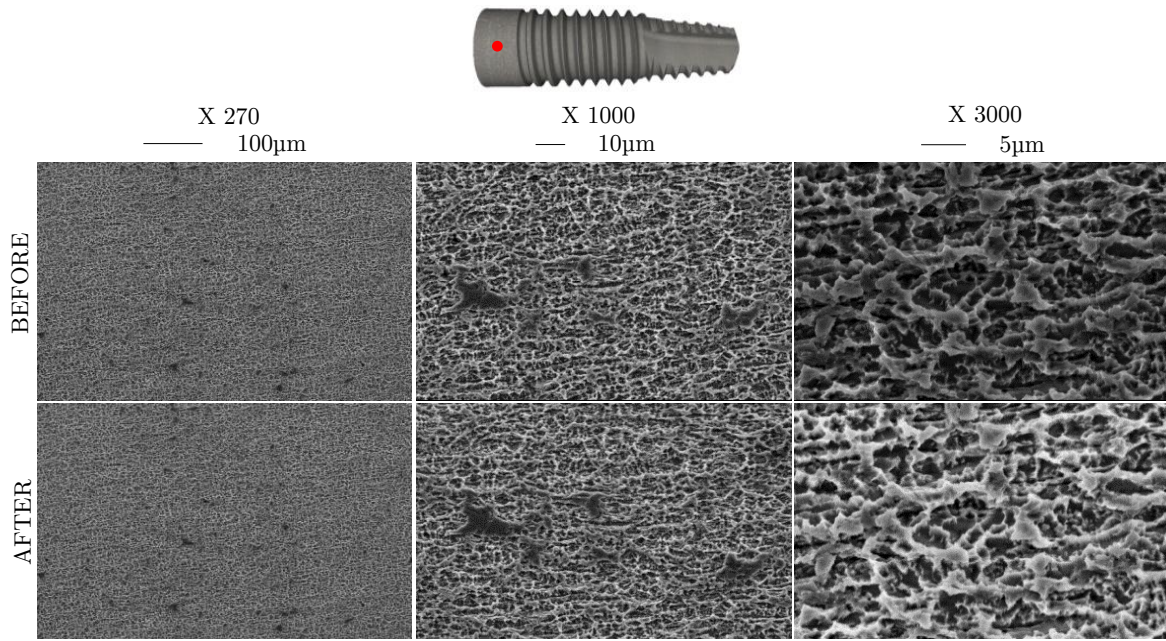 X 270
X 1000
X 3000
100µm
10µm
5µm
BEFORE
AFTER